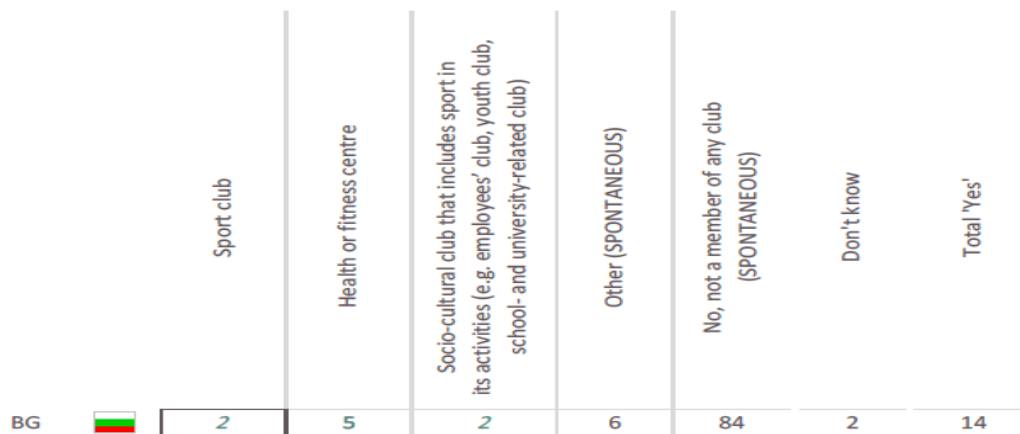 Sport club
Health or fitness centre
Socio-cultural club that includes sport in
its activities (e.g. employees' club, youth club,
school- and university-related club)
Other (SPONTANEOUS)
No, not a member of any club
(SPONTANEOUS)
Don't know
Total 'Yes'
BG 2 5 2 6 84 2 14